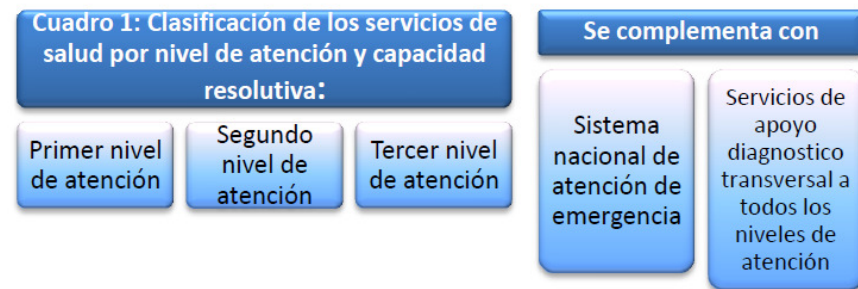 Cuadro 1: Clasificación de los servicios de
salud por nivel de atención y capacidad
resolutiva:
Primer nivel
de atención
Segundo
nivel de
atención
Tercer nivel
de atención
Se complementa con
Sistema
nacional de
atención de
emergencia
Servicios de
apoyo
diagnostico
transversal a
todos los
niveles de
atención